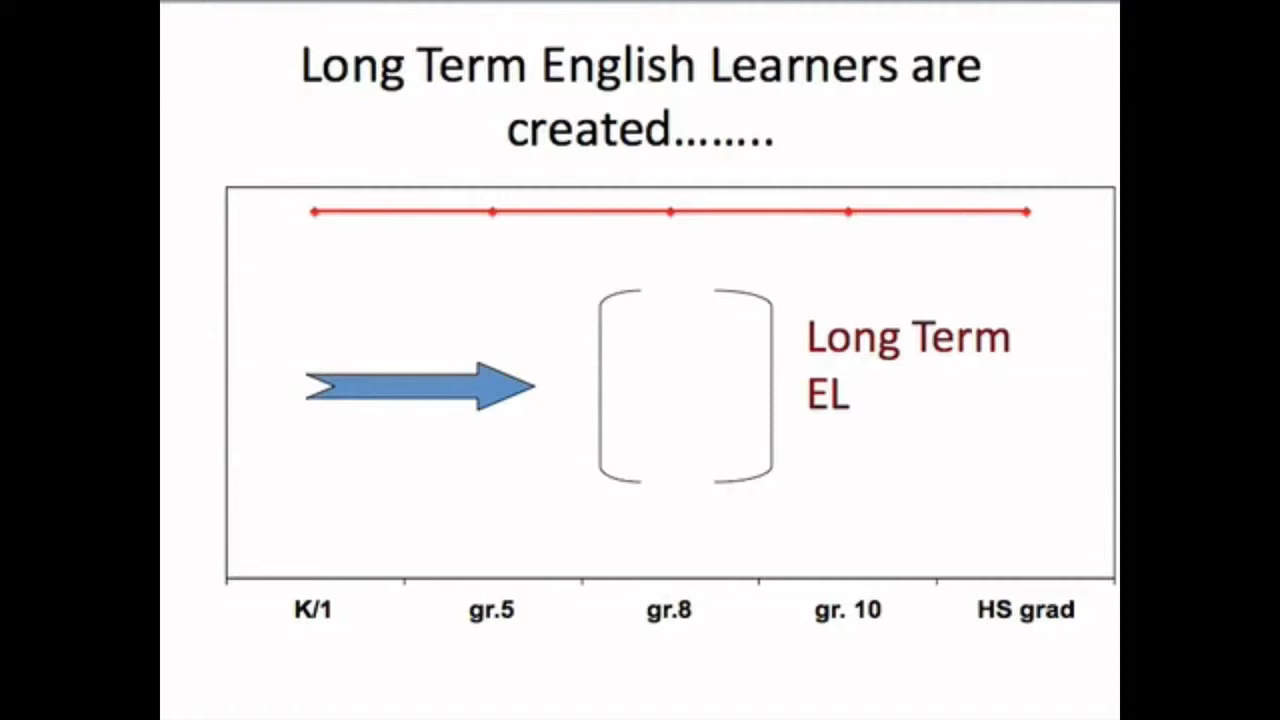 Long Term English Learners are
created……..
Long Term
EL
K/1 gr.5 gr.8 gr. 10 HS grad